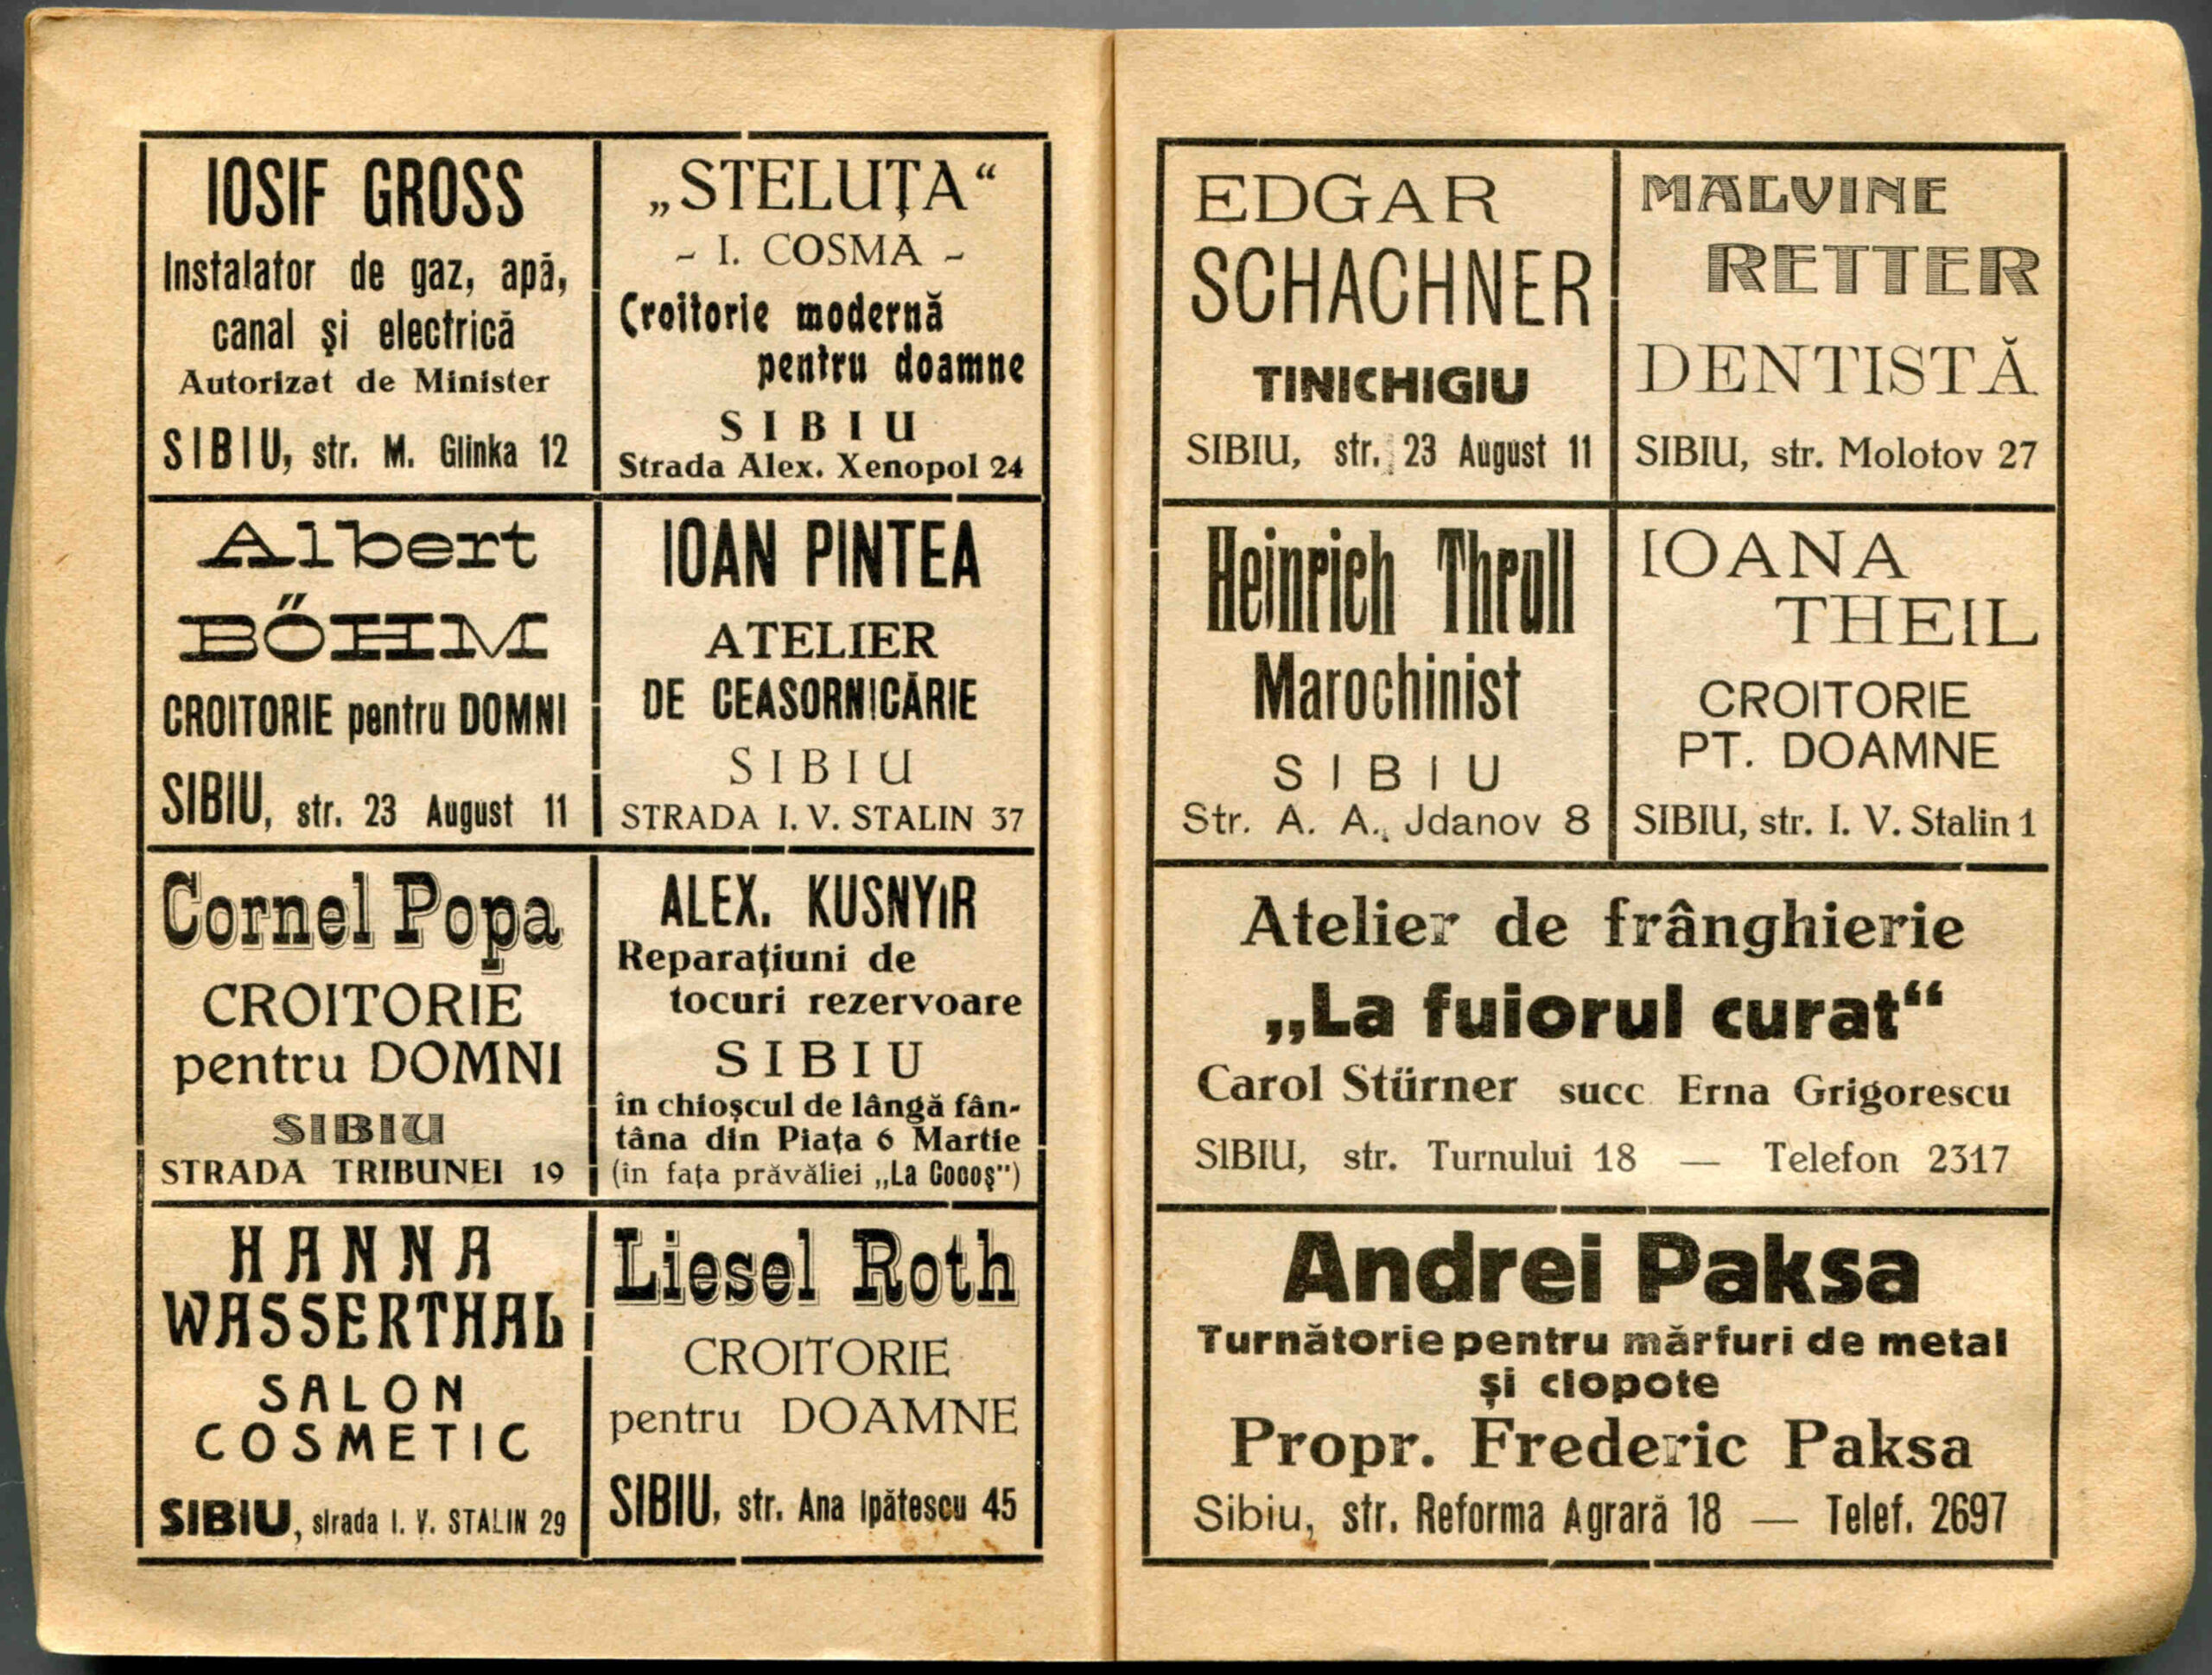 IOSIF GROSS
Instalator de gaz, apă,
canal și electrică
Autorizat de Minister
SIBIU, str. M. Glinka 12
„STELUȚA“
- I. COSMA -
Croitorie modernă
pentru doamne
SIBIU
Strada Alex. Xenopol 24
Albert
BŐHM
CROITORIE pentru DOMNI
SIBIU, str. 23 August 11
IOAN PINTEA
ATELIER
DE CEASORNICĂRIE
SIBIU
STRADA I. V. STALIN 37
Cornel Popa
CROITORIE
pentru DOMNI
SIBIU
STRADA TRIBUNEI 19
ALEX. KUSNYIR
Reparațiuni de
tocuri rezervoare
SIBIU
în chioșcul de lângă fân-
tâna din Piața 6 Martie
(în fața prăvăliei „La Cocoș")
HANNA
WASSERTHAL
SALON
COSMETIC
SIBIU, strada I. V. STALIN 29
Liesel Roth
CROITORIE
pentru DOAMNE
SIBIU, str. Ana Ipătescu 45
EDGAR
SCHACHNER
TINICHIGIU
SIBIU, str. 23 August 11
MALVINE
RETTER
DENTISTĂ
SIBIU, str. Molotov 27
Heinrich Thrull
Marochinist
SIBIU
Str. A. A. Jdanov 8
IOANA
THEIL
CROITORIE
PT. DOAMNE
SIBIU, str. I. V. Stalin 1
Atelier de frânghierie
„La fuiorul curat“
Carol Stürner succ Erna Grigorescu
SIBIU, str. Turnului 18 — Telefon 2317
Andrei Paksa
Turnătorie pentru mărfuri de metal
și clopote
Propr. Frederic Paksa
Sibiu, str. Reforma Agrară 18 — Telef. 2697